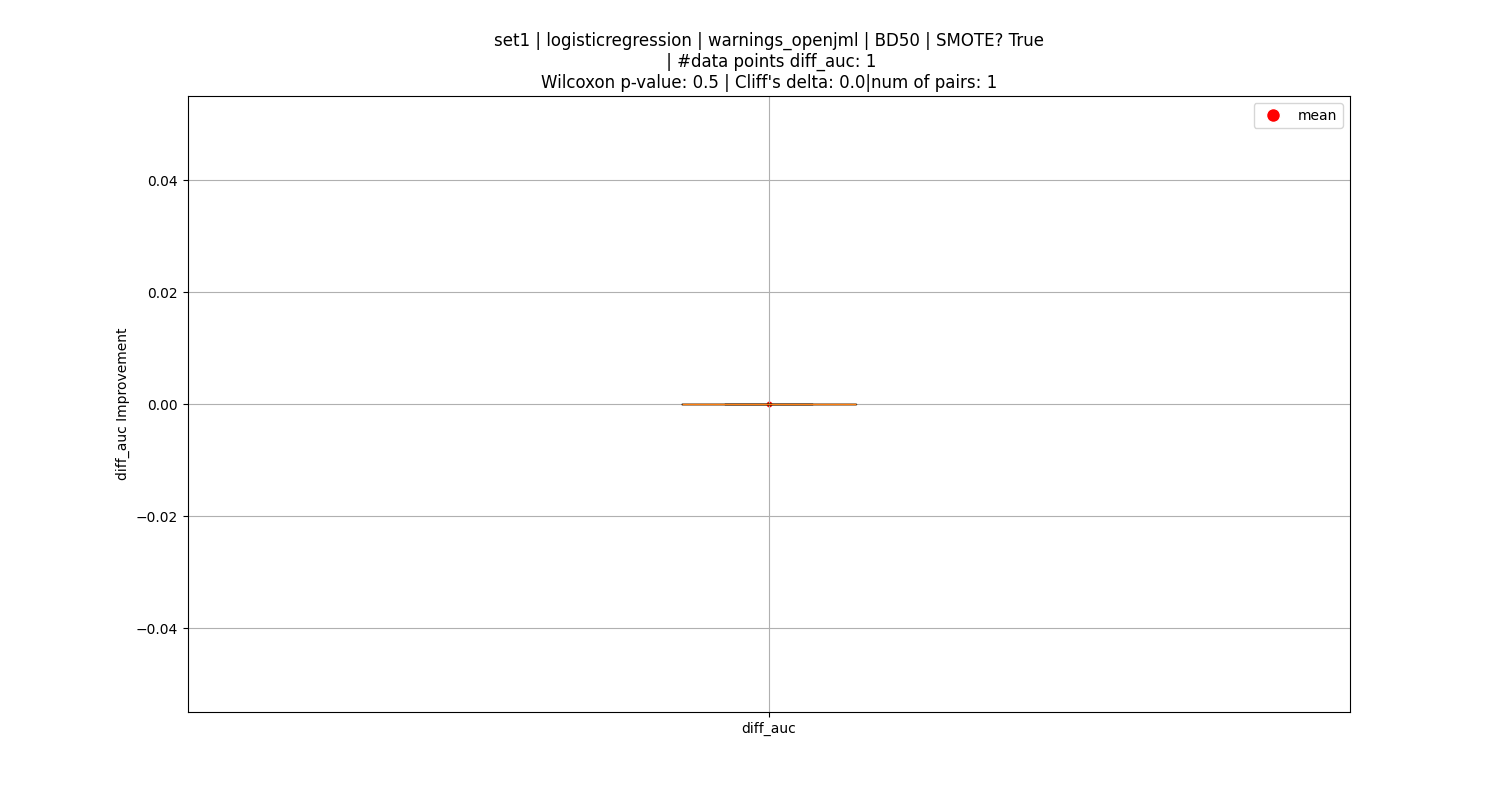 set1 | logisticregression | warnings_openjml | BD50 | SMOTE? True
| #data points diff_auc: 1
Wilcoxon p-value: 0.5 | Cliff's delta: 0.0|num of pairs: 1
mean
0.04
0.02
0.00
−0.02
−0.04
diff_auc Improvement
diff_auc